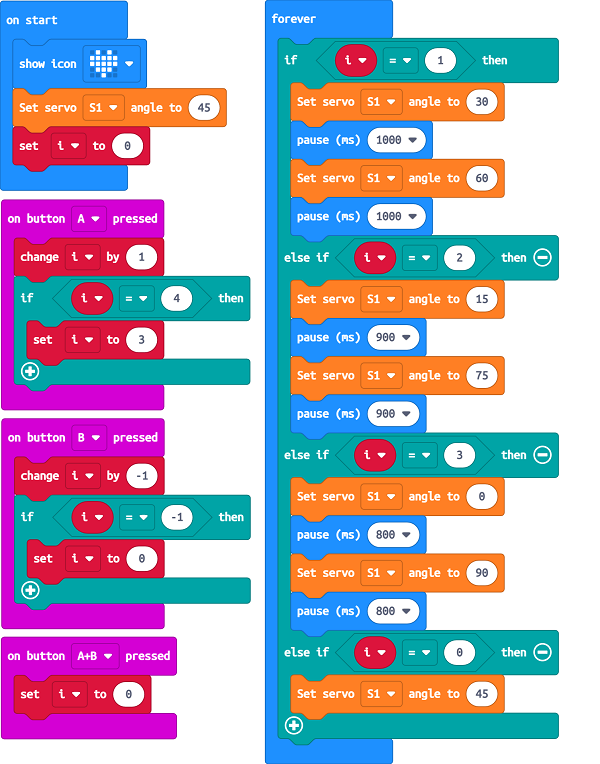 on start
show icon
Set servo S1 angle to 45
set i to 0
on button A pressed
change i by 1
if i = 4 then
set i to 3
on button B pressed
change i by -1
if i = -1 then
set i to 0
on button A+B pressed
set i to 0
forever
if i = 1 then
Set servo S1 angle to 30
pause (ms) 1000
Set servo S1 angle to 60
pause (ms) 1000
else if i = 2 then
Set servo S1 angle to 15
pause (ms) 900
Set servo S1 angle to 75
pause (ms) 900
else if i = 3 then
Set servo S1 angle to 0
pause (ms) 800
Set servo S1 angle to 90
pause (ms) 800
else if i = 0 then
Set servo S1 angle to 45